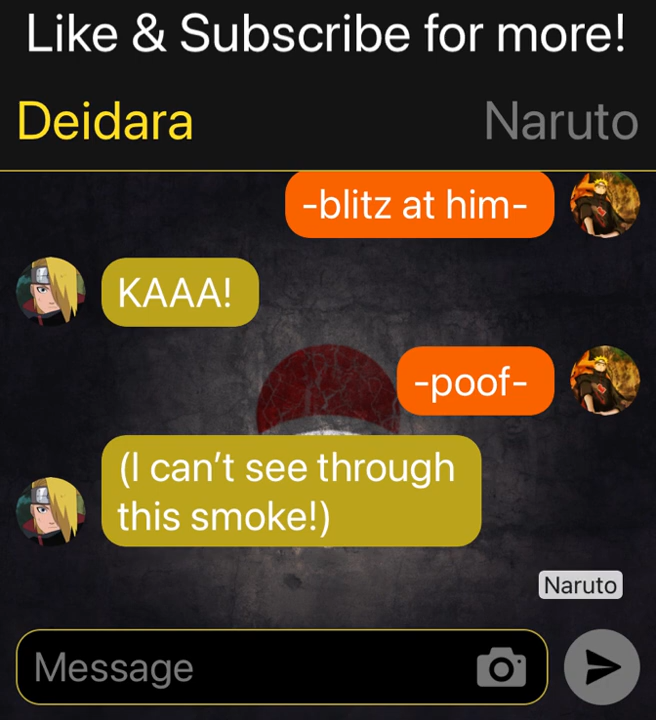 Like & Subscribe for more!
Deidara Naruto
-blitz at him-
KAAA!
-poof-
(I can’t see through
this smoke!)
Naruto
Message